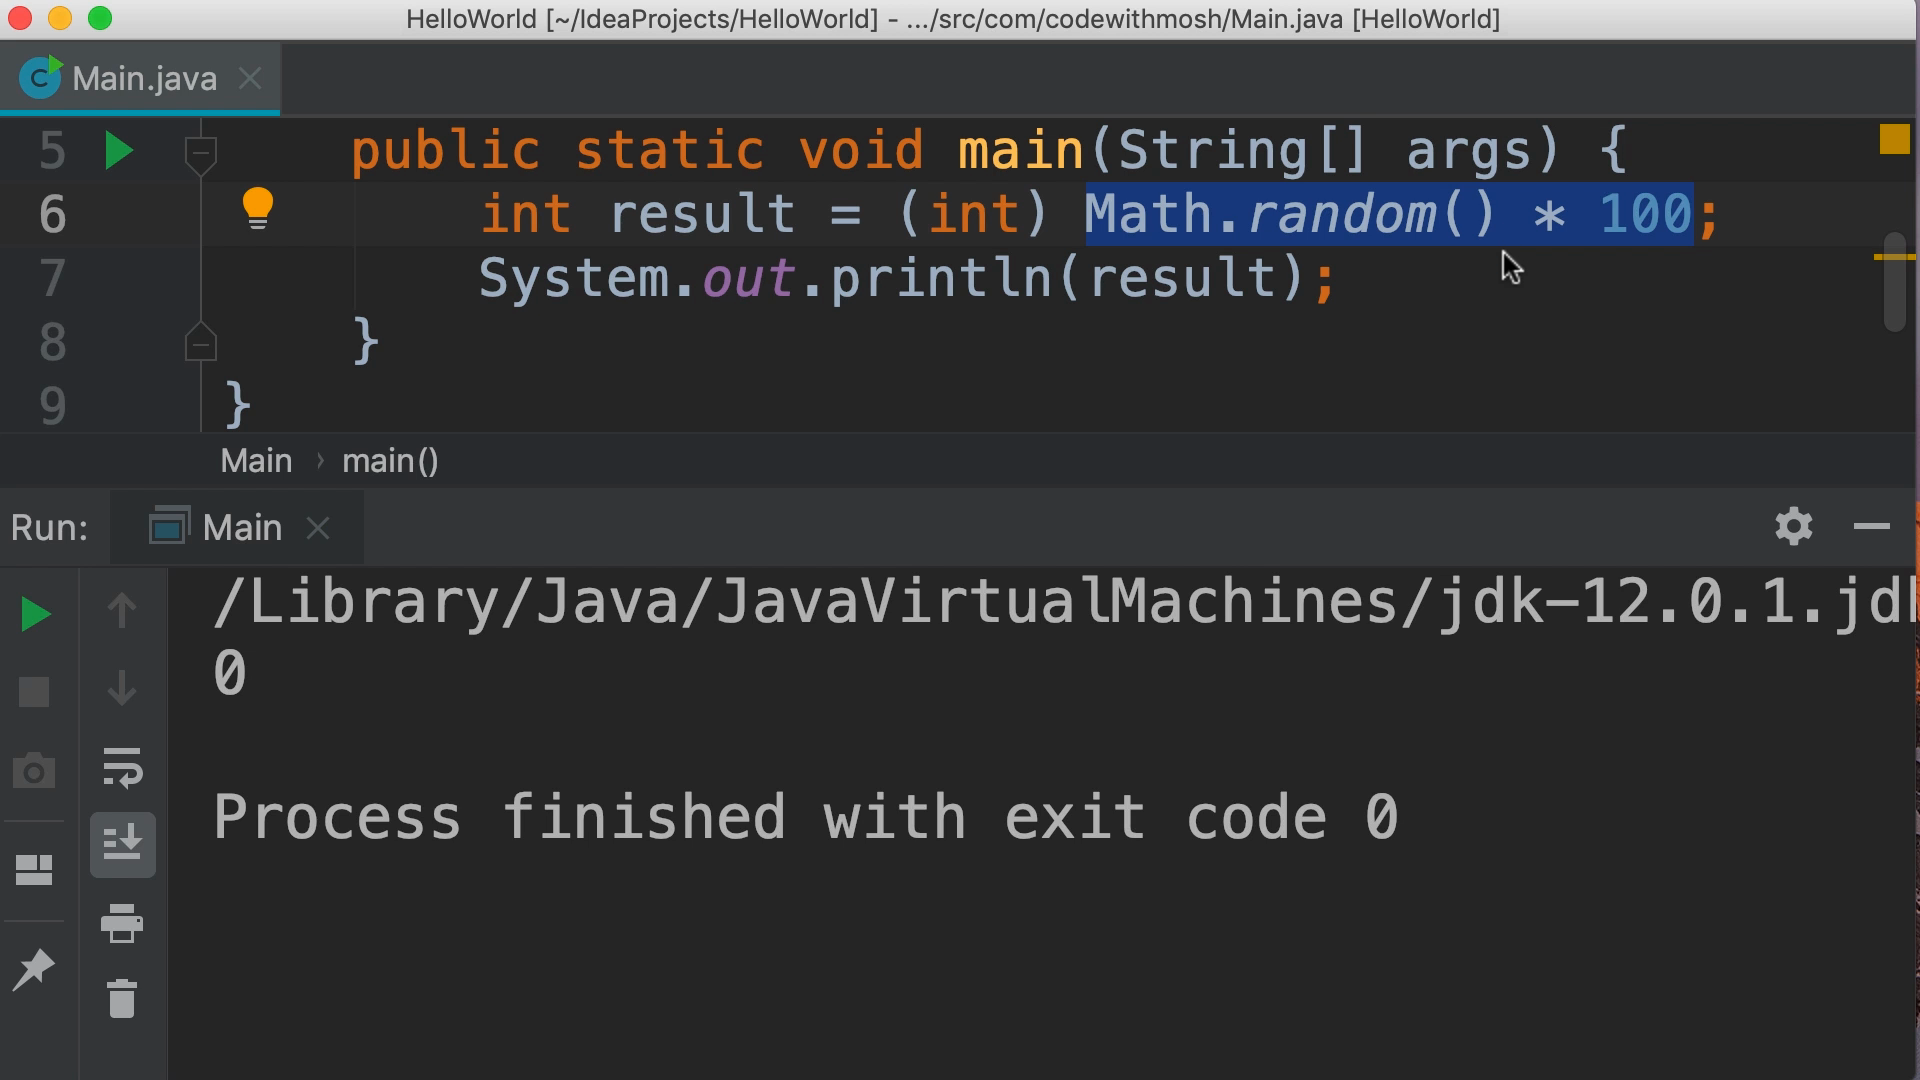 HelloWorld [~/IdeaProjects/HelloWorld] - .../src/com/codewithmosh/Main.java [HelloWorld]
Main.java
5 public static void main(String[] args) {
6 int result = (int) Math.random() * 100;
7 System.out.println(result);
8 }
9 }
Main › main()
Run: Main
/Library/Java/JavaVirtualMachines/jdk-12.0.1.jd
0
Process finished with exit code 0